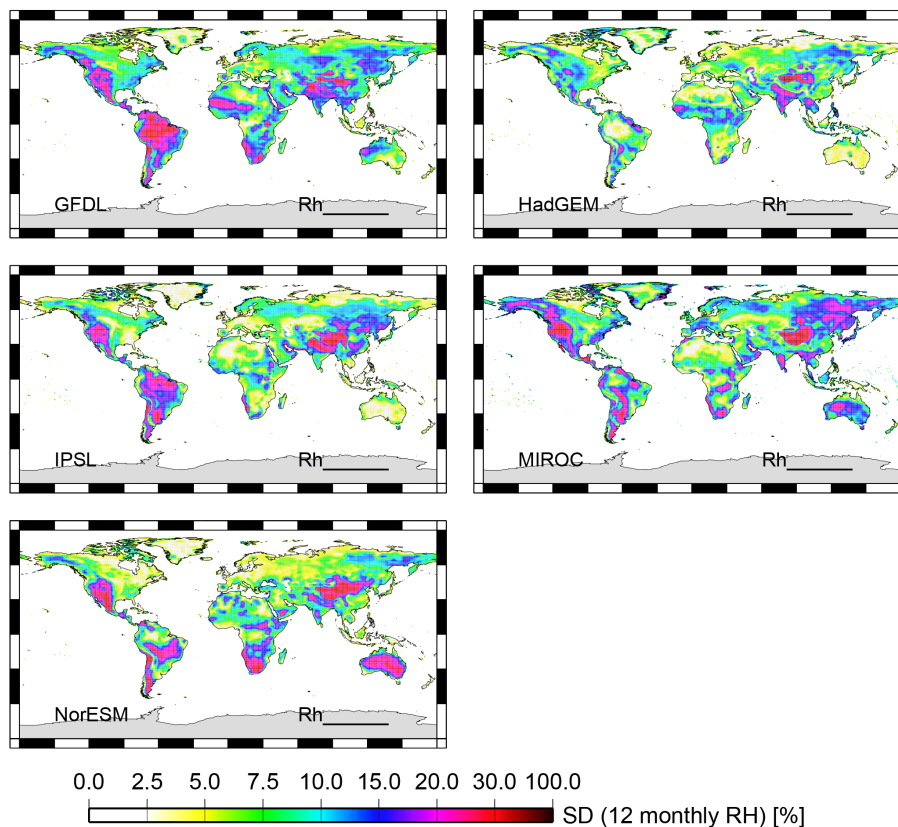 GFDL Rh
HadGEM Rh
IPSL Rh
MIROC Rh
NorESM Rh
0.0 2.5 5.0 7.5 10.0 15.0 20.0 30.0 100.0
SD (12 monthly RH) [%]